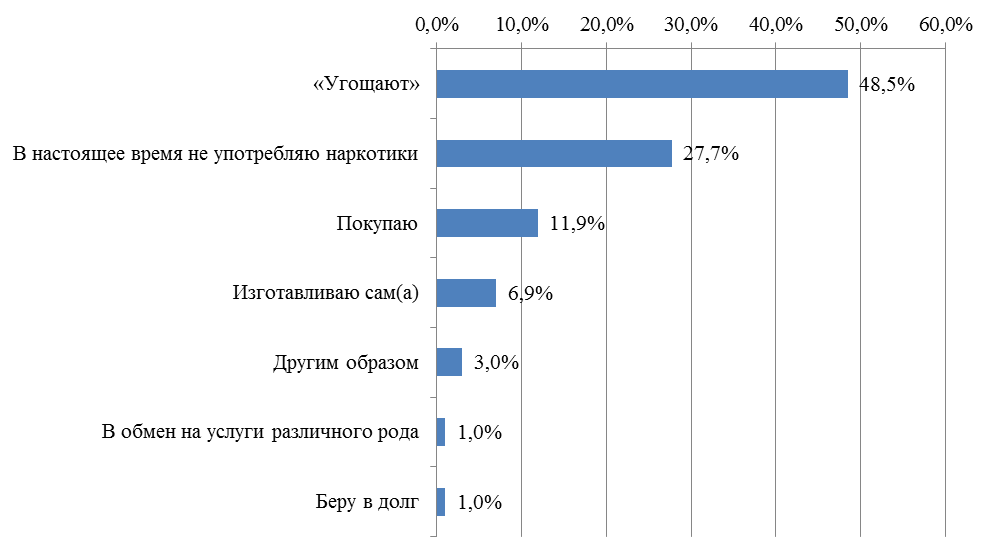 0,0% 10,0% 20,0% 30,0% 40,0% 50,0% 60,0%
«Угощают» 48,5%
В настоящее время не употребляю наркотики 27,7%
Покупаю 11,9%
Изготавливаю сам(а) 6,9%
Другим образом 3,0%
В обмен на услуги различного рода 1,0%
Беру в долг 1,0%